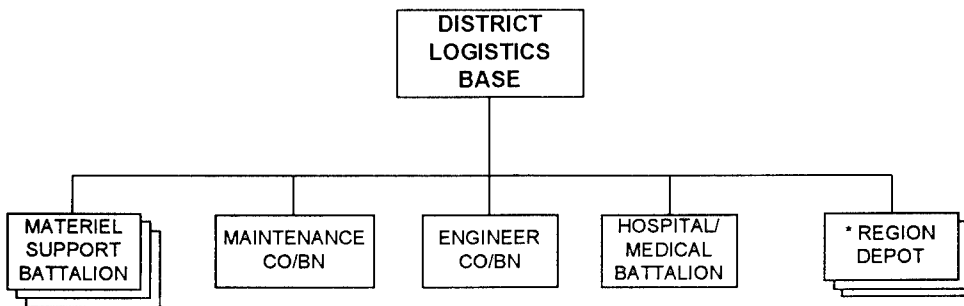 DISTRICT
LOGISTICS
BASE
MATERIEL
SUPPORT
BATTALION
MAINTENANCE
CO/BN
ENGINEER
CO/BN
HOSPITAL/
MEDICAL
BATTALION
* REGION
DEPOT